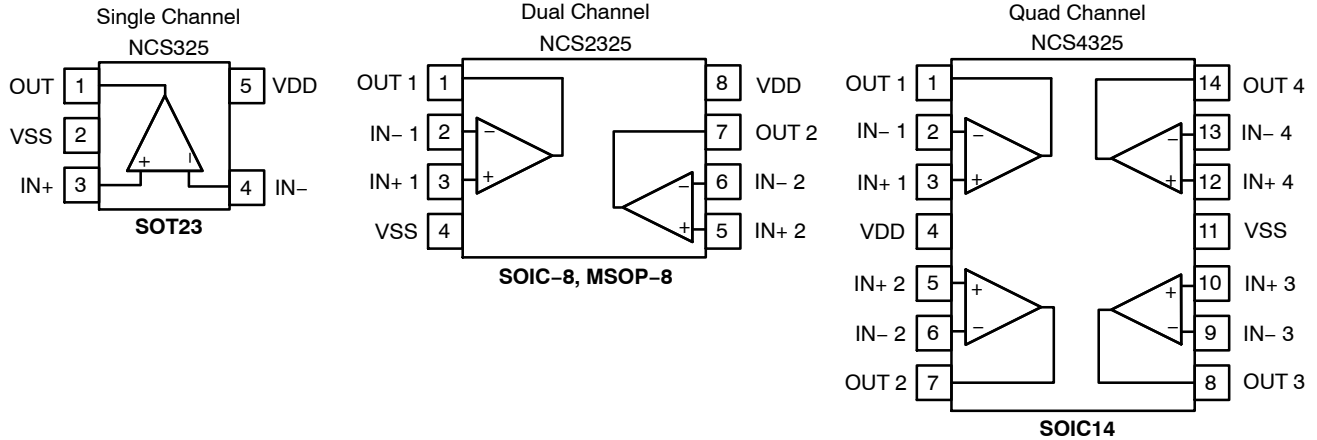 Single Channel
NCS325
OUT 1 5 VDD
VSS 2
IN+ 3 4 IN−
+ −
SOT23
Dual Channel
NCS2325
OUT 1 1 8 VDD
IN− 1 2 − 7 OUT 2
IN+ 1 3 + − 6 IN− 2
VSS 4 + 5 IN+ 2
SOIC−8, MSOP−8
Quad Channel
NCS4325
OUT 1 1 14 OUT 4
IN− 1 2 − − 13 IN− 4
IN+ 1 3 + + 12 IN+ 4
VDD 4 11 VSS
IN+ 2 5 + + 10 IN+ 3
IN− 2 6 − − 9 IN− 3
OUT 2 7 8 OUT 3
SOIC14